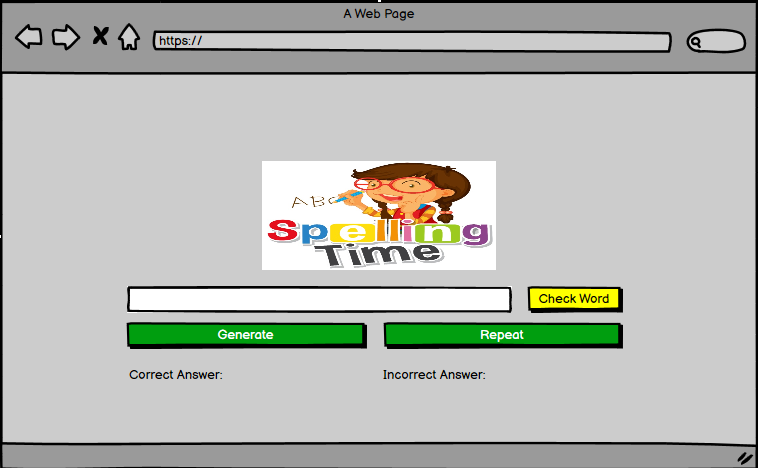 A Web Page
https://
ABc
Spelling
Time
Check Word
Generate
Repeat
Correct Answer:
Incorrect Answer: